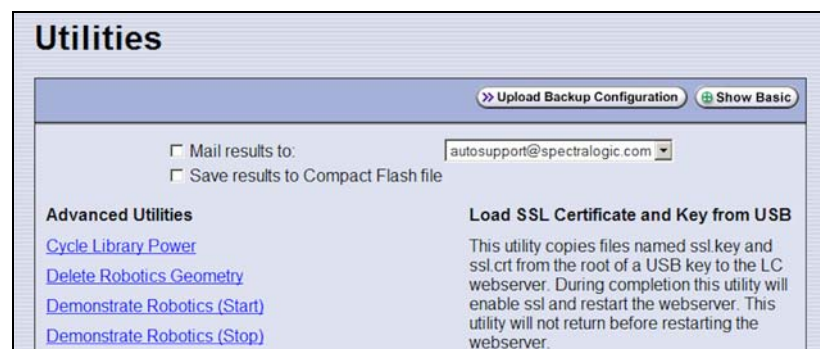 Utilities
Upload Backup Configuration
Show Basic
Mail results to:
autosupport@spectralogic.com
Save results to Compact Flash file
Advanced Utilities
Cycle Library Power
Delete Robotics Geometry
Demonstrate Robotics (Start)
Demonstrate Robotics (Stop)
Load SSL Certificate and Key from USB
This utility copies files named ssl.key and
ssl.crt from the root of a USB key to the LC
webserver. During completion this utility will
enable ssl and restart the webserver. This
utility will not return before restarting the
webserver.